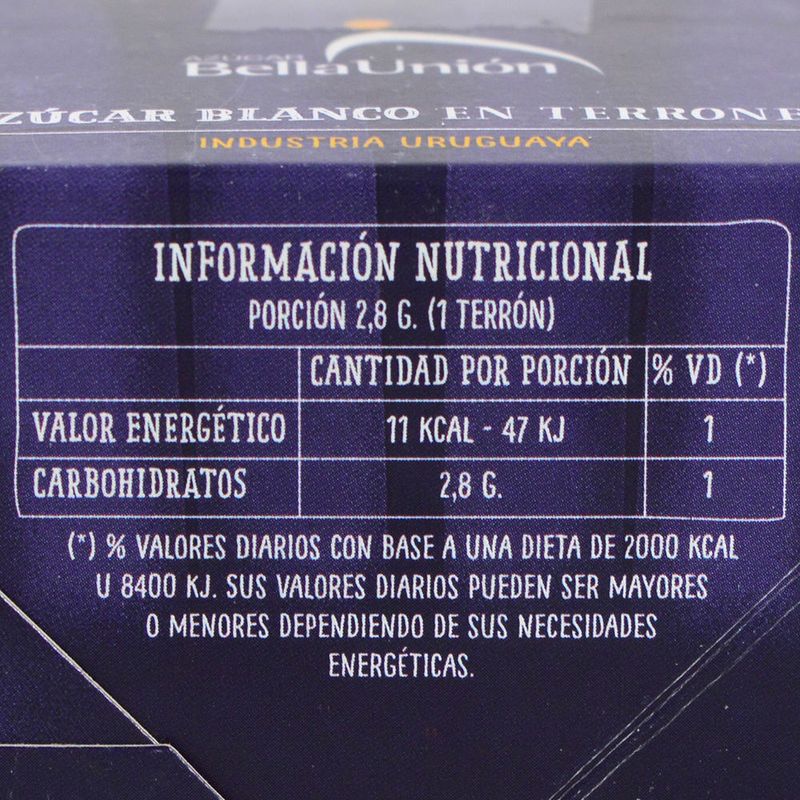 AZUCAR
BellaUnión
ZÚCAR BLANCO EN TERRONE
INDUSTRIA URUGUAYA
INFORMACIÓN NUTRICIONAL
PORCIÓN 2,8 G. (1 TERRÓN)
CANTIDAD POR PORCIÓN % VD (*)
VALOR ENERGÉTICO 11 KCAL - 47 KJ 1
CARBOHIDRATOS 2,8 G. 1
(*) % VALORES DIARIOS CON BASE A UNA DIETA DE 2000 KCAL
U 8400 KJ. SUS VALORES DIARIOS PUEDEN SER MAYORES
O MENORES DEPENDIENDO DE SUS NECESIDADES
ENERGÉTICAS.